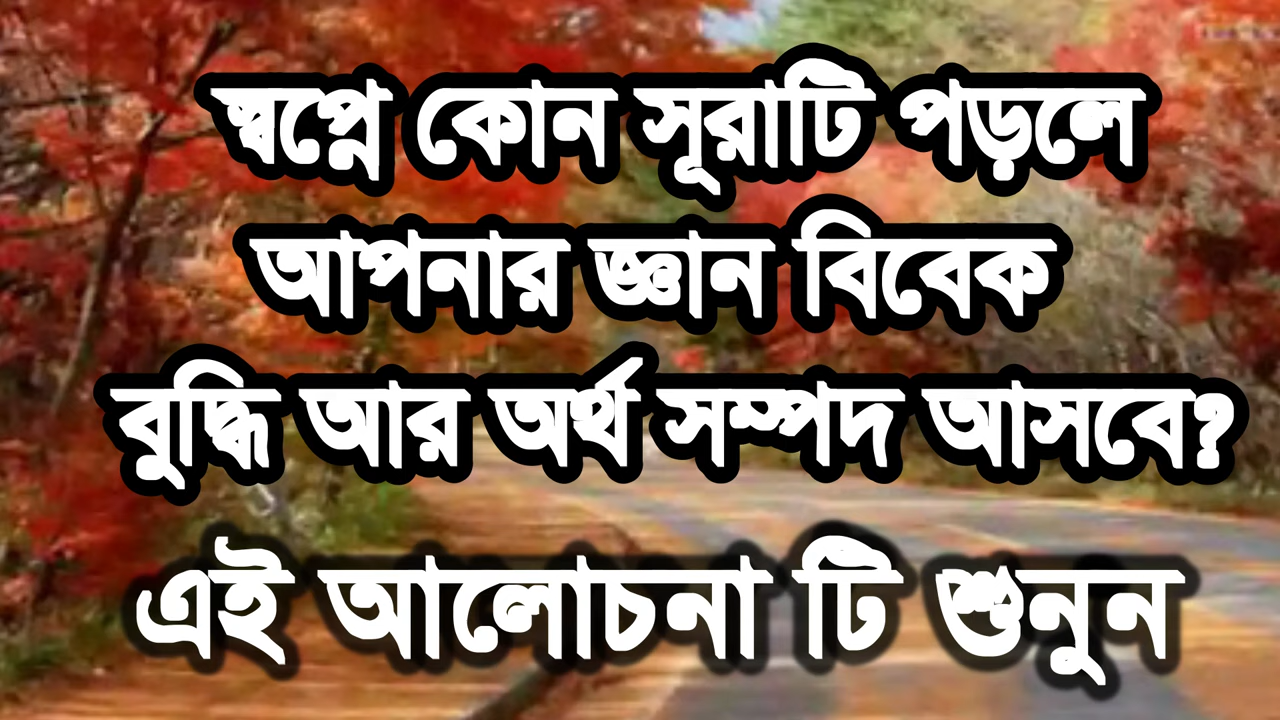 স্বপ্নে কোন সূরাটি পড়লে
আপনার জ্ঞান বিবেক
বুদ্ধি আর অর্থ সম্পদ আসবে?
এই আলোচনা টি শুনুন